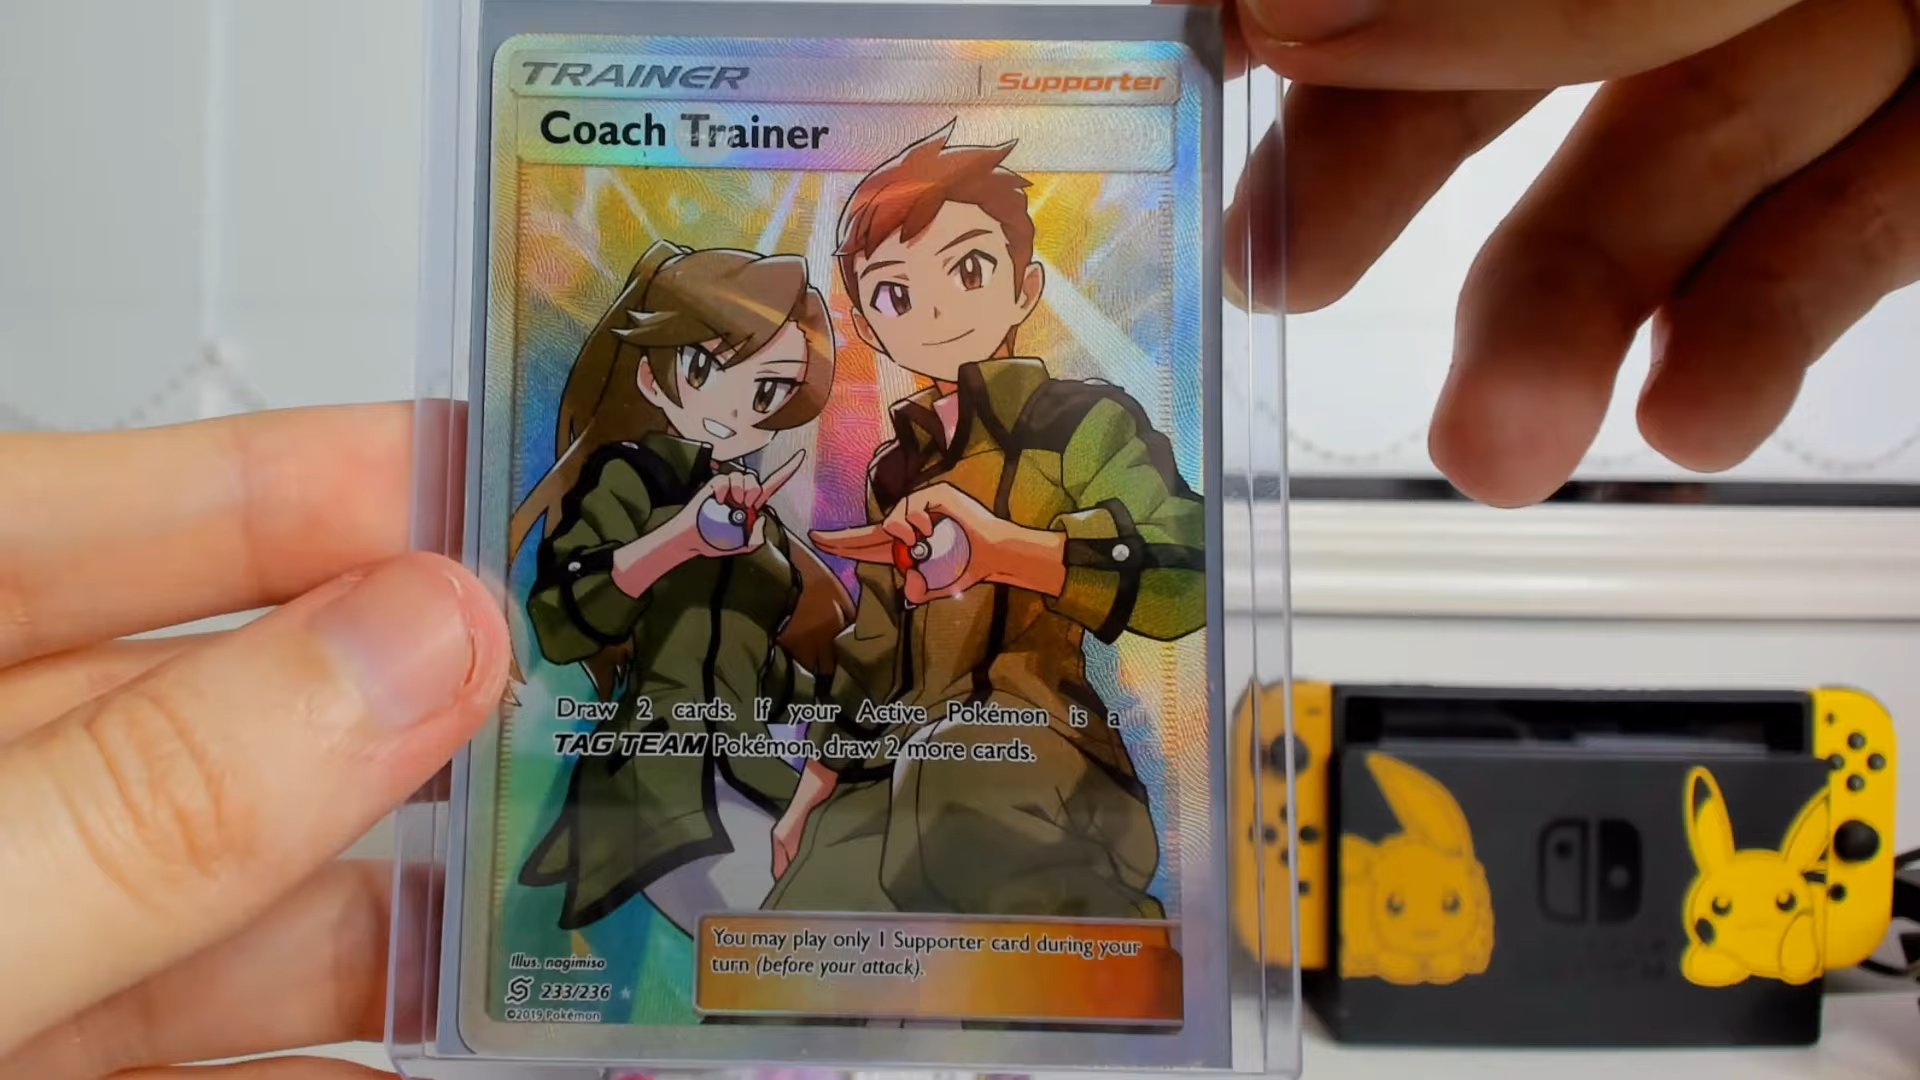 TRAINER
Supporter
Coach Trainer
Draw 2 cards. If your Active Pokémon is a
TAG TEAM Pokémon, draw 2 more cards.
You may play only 1 Supporter card during your
turn (before your attack).
Illus. nagimiso
233/236
©2019 Pokémon